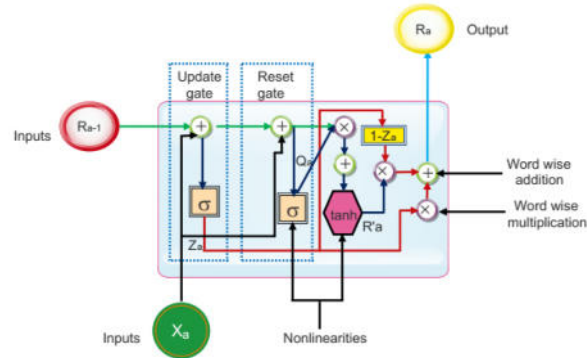 Rₐ
Output
Update
gate
Reset
gate
Inputs
Rₐ₋₁
+
+
×
1-Zₐ
+
Qₐ
×
+
Word wise
addition
σ
σ
tanh
R'a
×
Word wise
multiplication
Zₐ
Inputs
Xₐ
Nonlinearities